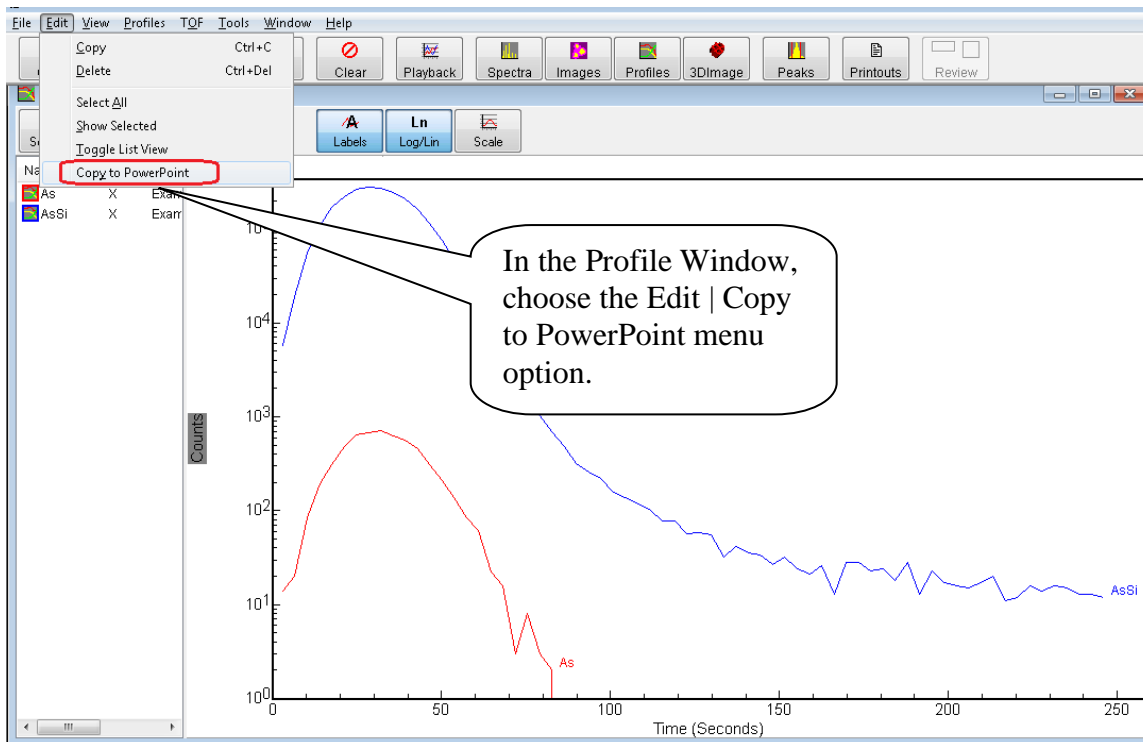 File Edit View Profiles TOF Tools Window Help
Copy Ctrl+C
Delete Ctrl+Del
Select All
Show Selected
Toggle List View
Copy to PowerPoint
Clear Playback Spectra Images Profiles 3DImage Peaks Printouts Review
Labels Ln Log/Lin Scale
As X Exam
AsSi X Exam
In the Profile Window,
choose the Edit | Copy
to PowerPoint menu
option.
Counts
10⁴
10³
10²
10¹
10⁰
AsSi
As
0 50 100 150 200 250
Time (Seconds)